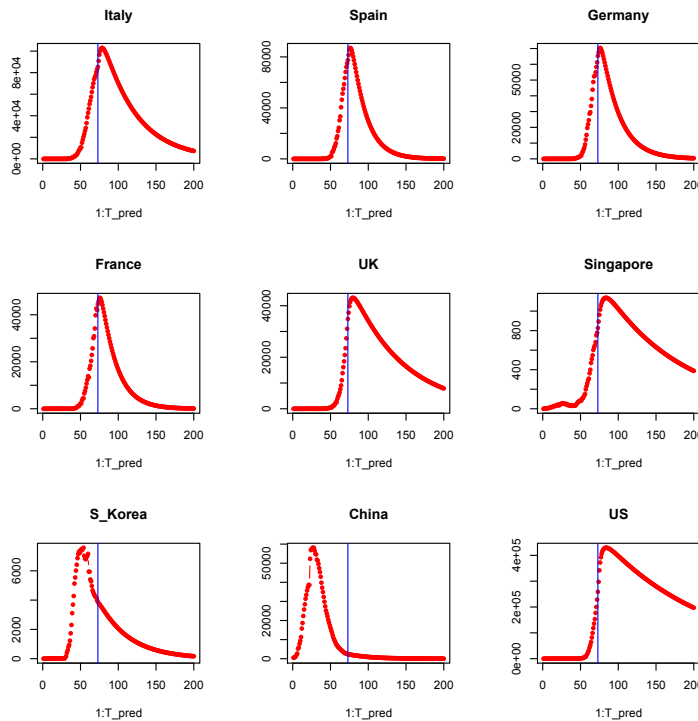 Italy
0e+00 4e+04 8e+04
0 50 100 150 200
1:T_pred
Spain
0 40000 80000
0 50 100 150 200
1:T_pred
Germany
0 20000 50000
0 50 100 150 200
1:T_pred
France
0 20000 40000
0 50 100 150 200
1:T_pred
UK
0 20000 40000
0 50 100 150 200
1:T_pred
Singapore
0 400 800
0 50 100 150 200
1:T_pred
S_Korea
0 2000 6000
0 50 100 150 200
1:T_pred
China
0 20000 50000
0 50 100 150 200
1:T_pred
US
0e+00 2e+05 4e+05
0 50 100 150 200
1:T_pred